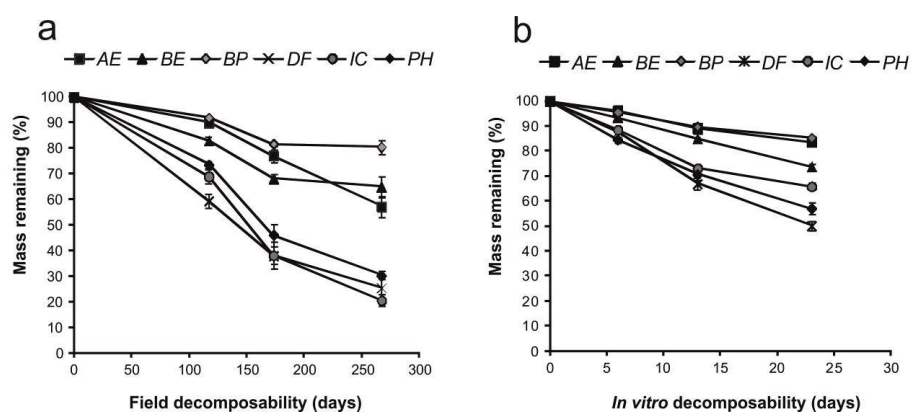 a
AE BE BP DF IC PH
Mass remaining (%)
100
90
80
70
60
50
40
30
20
10
0
0 50 100 150 200 250 300
Field decomposability (days)
b
AE BE BP DF IC PH
Mass remaining (%)
100
90
80
70
60
50
40
30
20
10
0
0 5 10 15 20 25 30
In vitro decomposability (days)